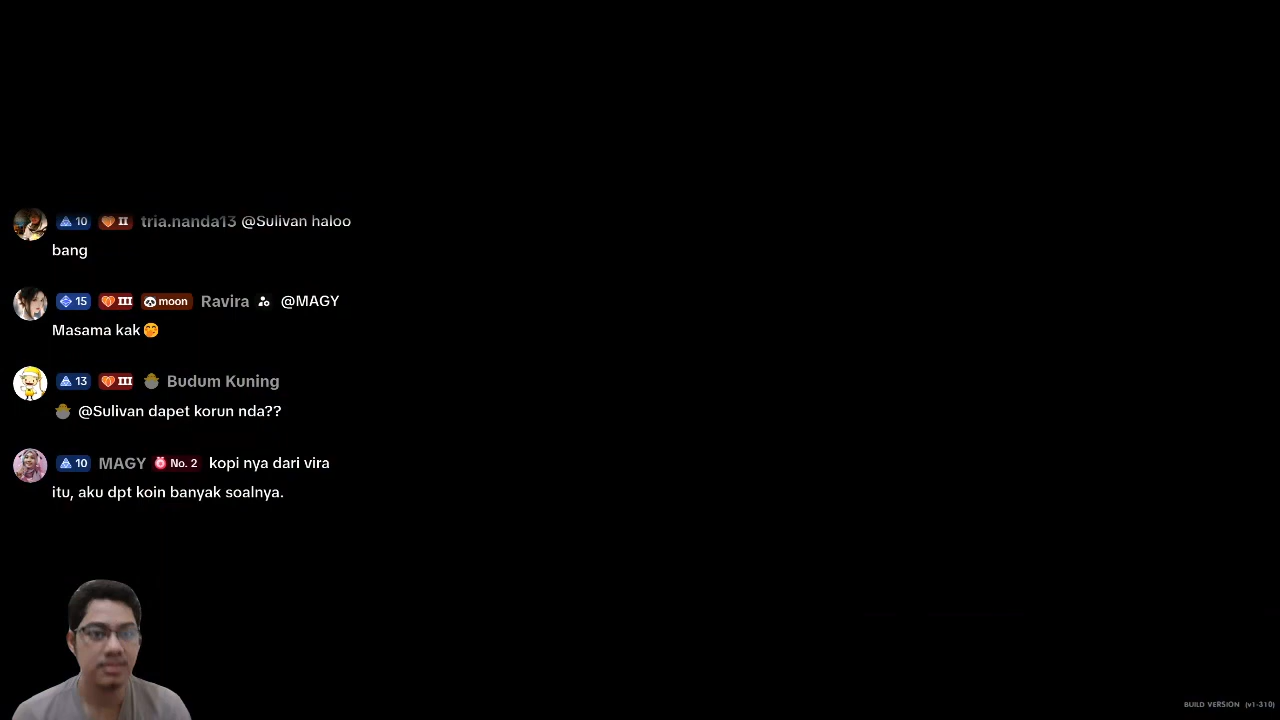 10 II tria.nanda13 @Sulivan haloo
bang
15 III moon Ravira @MAGY
Masama kak🤭
13 III Budum Kuning
@Sulivan dapet korun nda??
10 MAGY No. 2 kopi nya dari vira
itu, aku dpt koin banyak soalnya.
BUILD VERSION (v1-310)